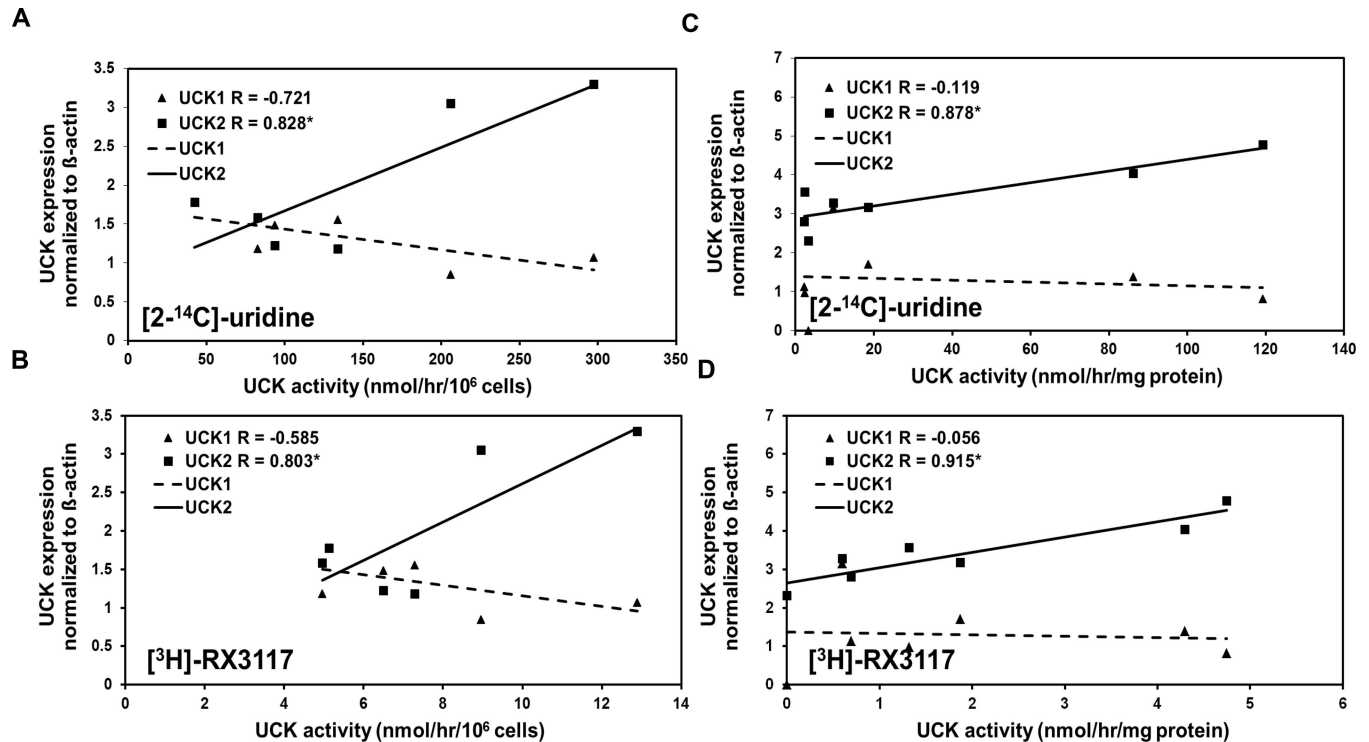 A
UCK expression
normalized to ß-actin
3.5
3
2.5
2
1.5
1
0.5
0
▲ UCK1 R = -0.721
■ UCK2 R = 0.828*
UCK1
UCK2
[2-¹⁴C]-uridine
0 50 100 150 200 250 300 350
UCK activity (nmol/hr/10⁶ cells)
B
UCK expression
normalized to ß-actin
3.5
3
2.5
2
1.5
1
0.5
0
▲ UCK1 R = -0.585
■ UCK2 R = 0.803*
UCK1
UCK2
[³H]-RX3117
0 2 4 6 8 10 12 14
UCK activity (nmol/hr/10⁶ cells)
C
UCK expression
normalized to ß-actin
7
6
5
4
3
2
1
0
▲ UCK1 R = -0.119
■ UCK2 R = 0.878*
UCK1
UCK2
[2-¹⁴C]-uridine
0 20 40 60 80 100 120 140
UCK activity (nmol/hr/mg protein)
D
UCK expression
normalized to ß-actin
7
6
5
4
3
2
1
0
▲ UCK1 R = -0.056
■ UCK2 R = 0.915*
UCK1
UCK2
[³H]-RX3117
0 1 2 3 4 5 6
UCK activity (nmol/hr/mg protein)